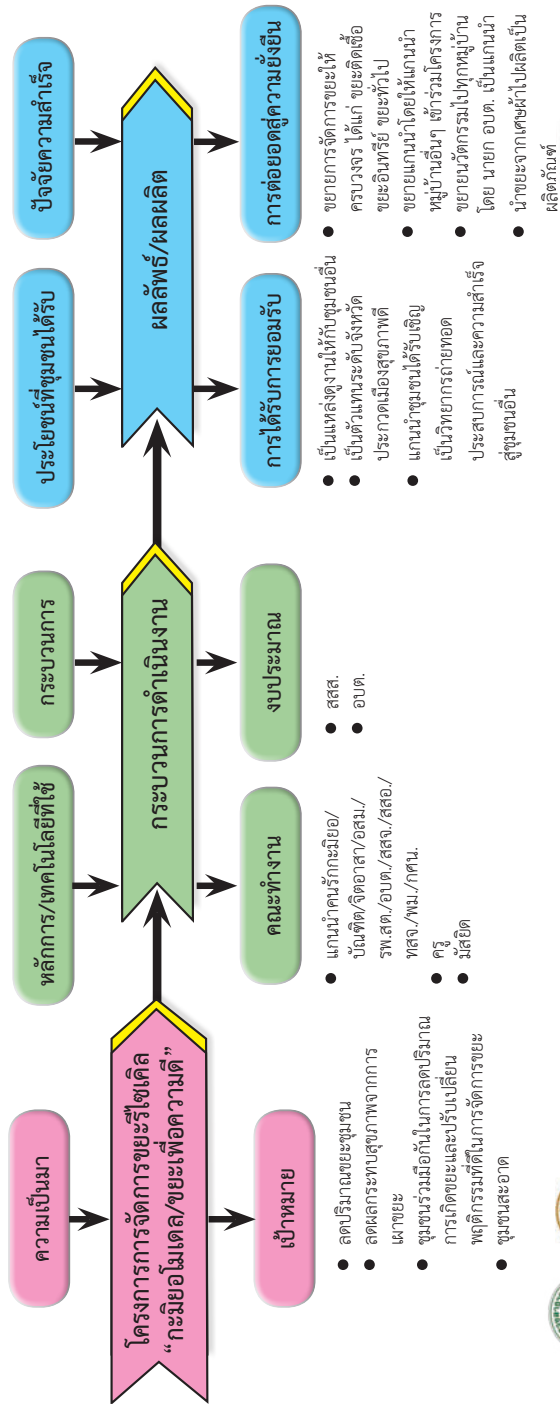 ความเป็นมา
โครงการการจัดการขยะรีไซเคิล
“กะมิยอโมเดล/ขยะเพื่อความดี”
เป้าหมาย
● ลดปริมาณขยะชุมชน
● ลดผลกระทบสุขภาพจากการ
เผาขยะ
● ชุมชนร่วมมือกันในการลดปริมาณ
การเกิดขยะและปรับเปลี่ยน
พฤติกรรมที่ดีในการจัดการขยะ
● ชุมชนสะอาด
หลักการ/เทคโนโลยีที่ใช้
กระบวนการ
กระบวนการดำเนินงาน
คณะทำงาน
● แกนนำคนรักกะมิยอ/
บัณฑิต/จิตอาสา/อสม./
รพ.สต./อบต./สสจ./สสอ./
ทสจ./พม./กศน.
● ครู
● มัสยิด
งบประมาณ
● สสส.
● อบต.
ประโยชน์ที่ชุมชนได้รับ
ปัจจัยความสำเร็จ
ผลลัพธ์/ผลผลิต
การได้รับการยอมรับ
● เป็นแหล่งดูงานให้กับชุมชนอื่น
● เป็นตัวแทนระดับจังหวัด
ประกวดเมืองสุขภาพดี
● แกนนำชุมชนได้รับเชิญ
เป็นวิทยากรถ่ายทอด
ประสบการณ์และความสำเร็จ
สู่ชุมชนอื่น
การต่อยอดสู่ความยั่งยืน
● ขยายการจัดการขยะให้
ครบวงจร ได้แก่ ขยะติดเชื้อ
ขยะอินทรีย์ ขยะทั่วไป
● ขยายแกนนำโดยให้แกนนำ
หมู่บ้านอื่นๆ เข้าร่วมโครงการ
● ขยายนวัตกรรมไปทุกหมู่บ้าน
โดย นายก อบต. เป็นแกนนำ
● นำขยะจากเศษผ้าไปผลิตเป็น
ผลิตภัณฑ์